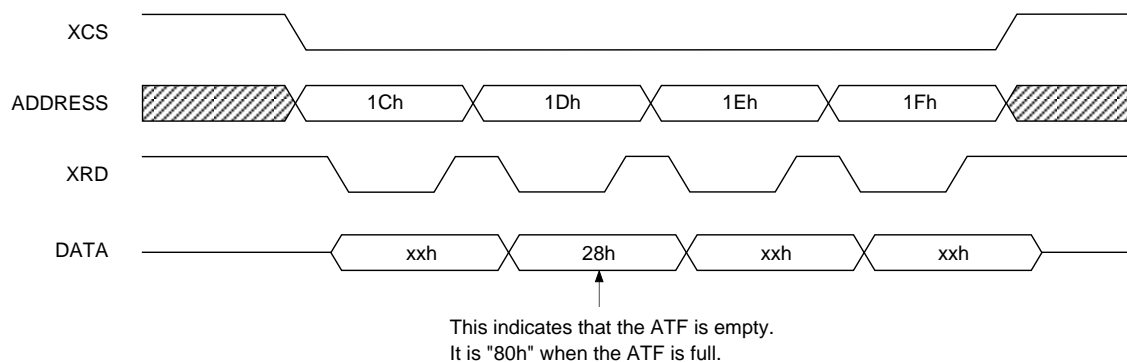 XCS
ADDRESS 1Ch 1Dh 1Eh 1Fh
XRD
DATA xxh 28h xxh xxh
This indicates that the ATF is empty.
It is "80h" when the ATF is full.